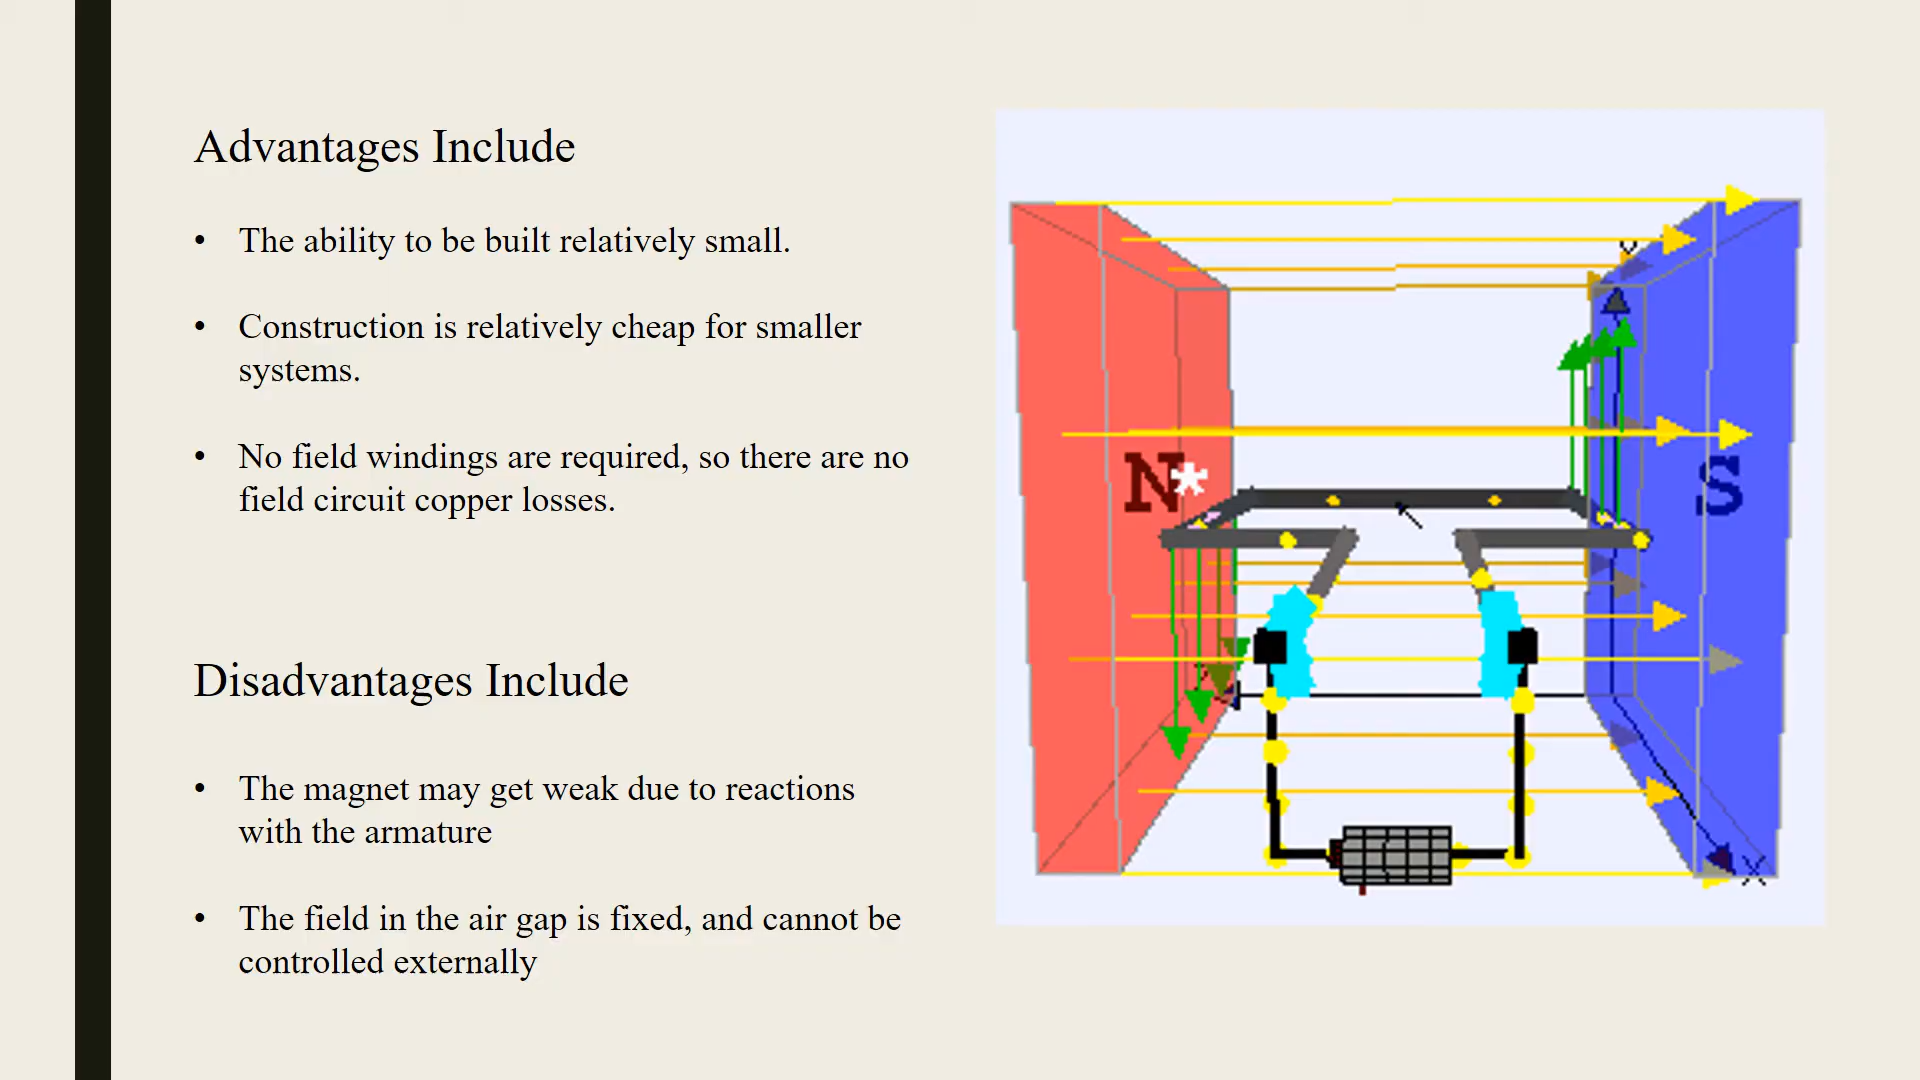 Advantages Include
• The ability to be built relatively small.
• Construction is relatively cheap for smaller
systems.
• No field windings are required, so there are no
field circuit copper losses.
Disadvantages Include
• The magnet may get weak due to reactions
with the armature
• The field in the air gap is fixed, and cannot be
controlled externally
Y
N
S
X